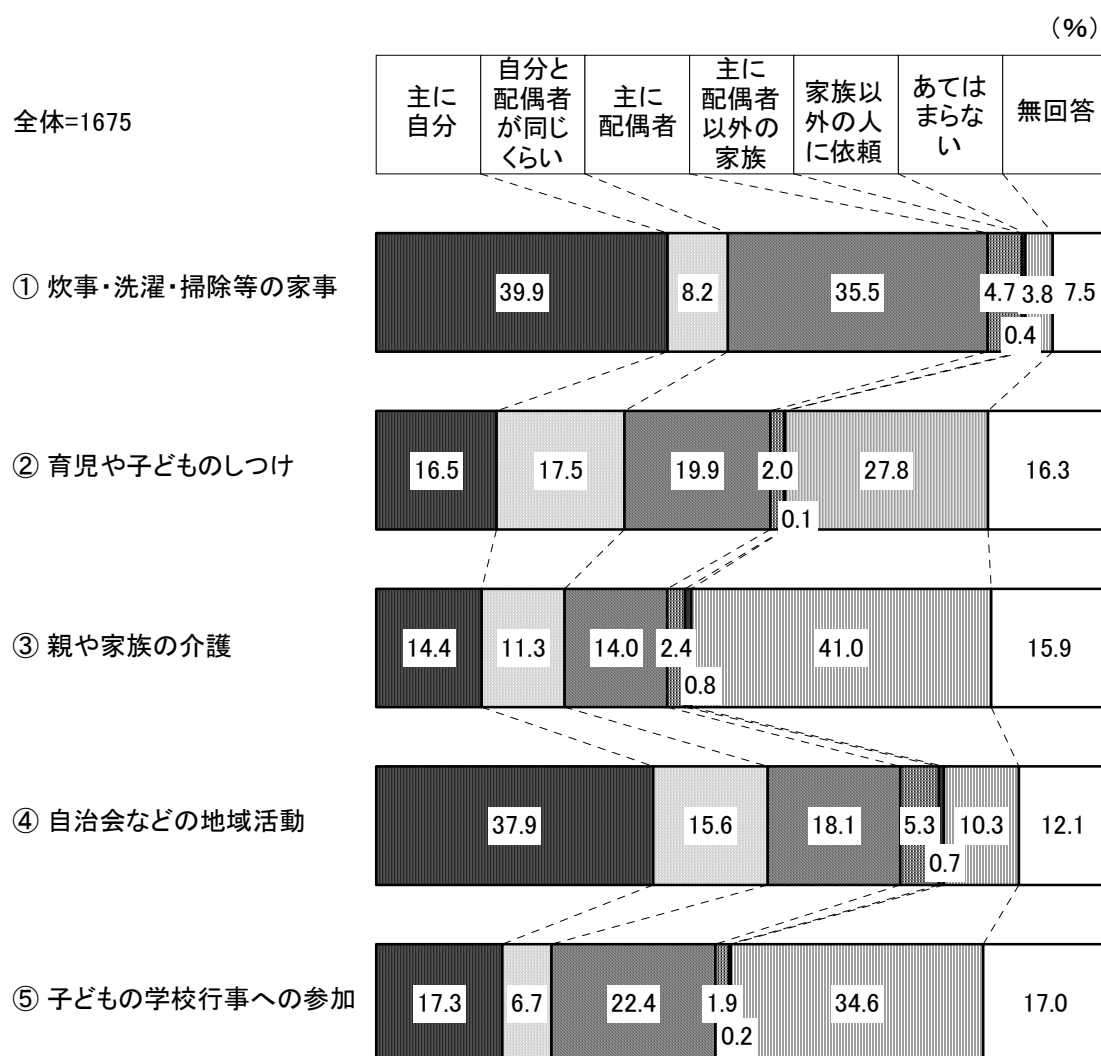 (%)
全体=1675
主に
自分
自分と
配偶者
が同じ
くらい
主に
配偶者
主に
配偶者
以外の
家族
家族以
外の人
に依頼
あては
まらな
い
無回答
① 炊事・洗濯・掃除等の家事
39.9
8.2
35.5
4.7
0.4
3.8
7.5
② 育児や子どものしつけ
16.5
17.5
19.9
2.0
0.1
27.8
16.3
③ 親や家族の介護
14.4
11.3
14.0
2.4
0.8
41.0
15.9
④ 自治会などの地域活動
37.9
15.6
18.1
5.3
0.7
10.3
12.1
⑤ 子どもの学校行事への参加
17.3
6.7
22.4
1.9
0.2
34.6
17.0